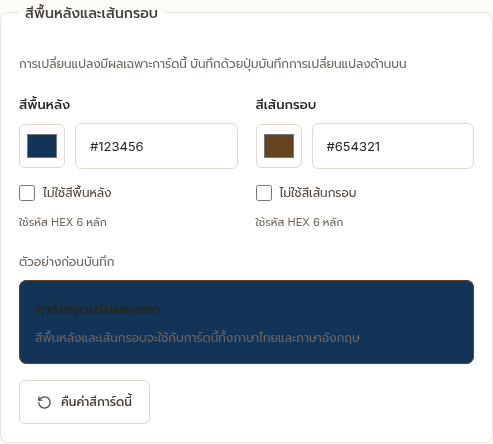 สีพื้นหลังและเส้นกรอบ
การเปลี่ยนแปลงมีผลเฉพาะการ์ดนี้ บันทึกด้วยปุ่มบันทึกการเปลี่ยนแปลงด้านบน
สีพื้นหลัง
สีเส้นกรอบ
#123456
#654321
ไม่ใช้สีพื้นหลัง
ไม่ใช้สีเส้นกรอบ
ใช้รหัส HEX 6 หลัก
ใช้รหัส HEX 6 หลัก
ตัวอย่างก่อนบันทึก
การ์ดจุดเด่นของเรา
สีพื้นหลังและเส้นกรอบจะใช้กับการ์ดนี้ทั้งภาษาไทยและภาษาอังกฤษ
คืนค่าสีการ์ดนี้